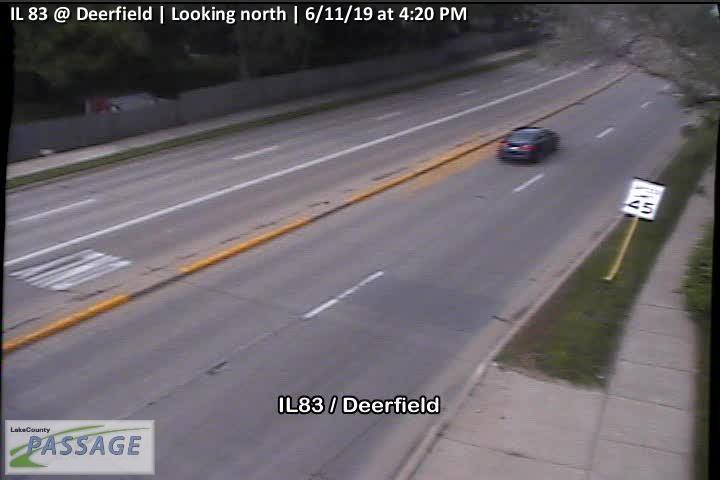 IL 83 @ Deerfield | Looking north | 6/11/19 at 4:20 PM
45
IL83 / Deerfield
LakeCounty
PASSAGE